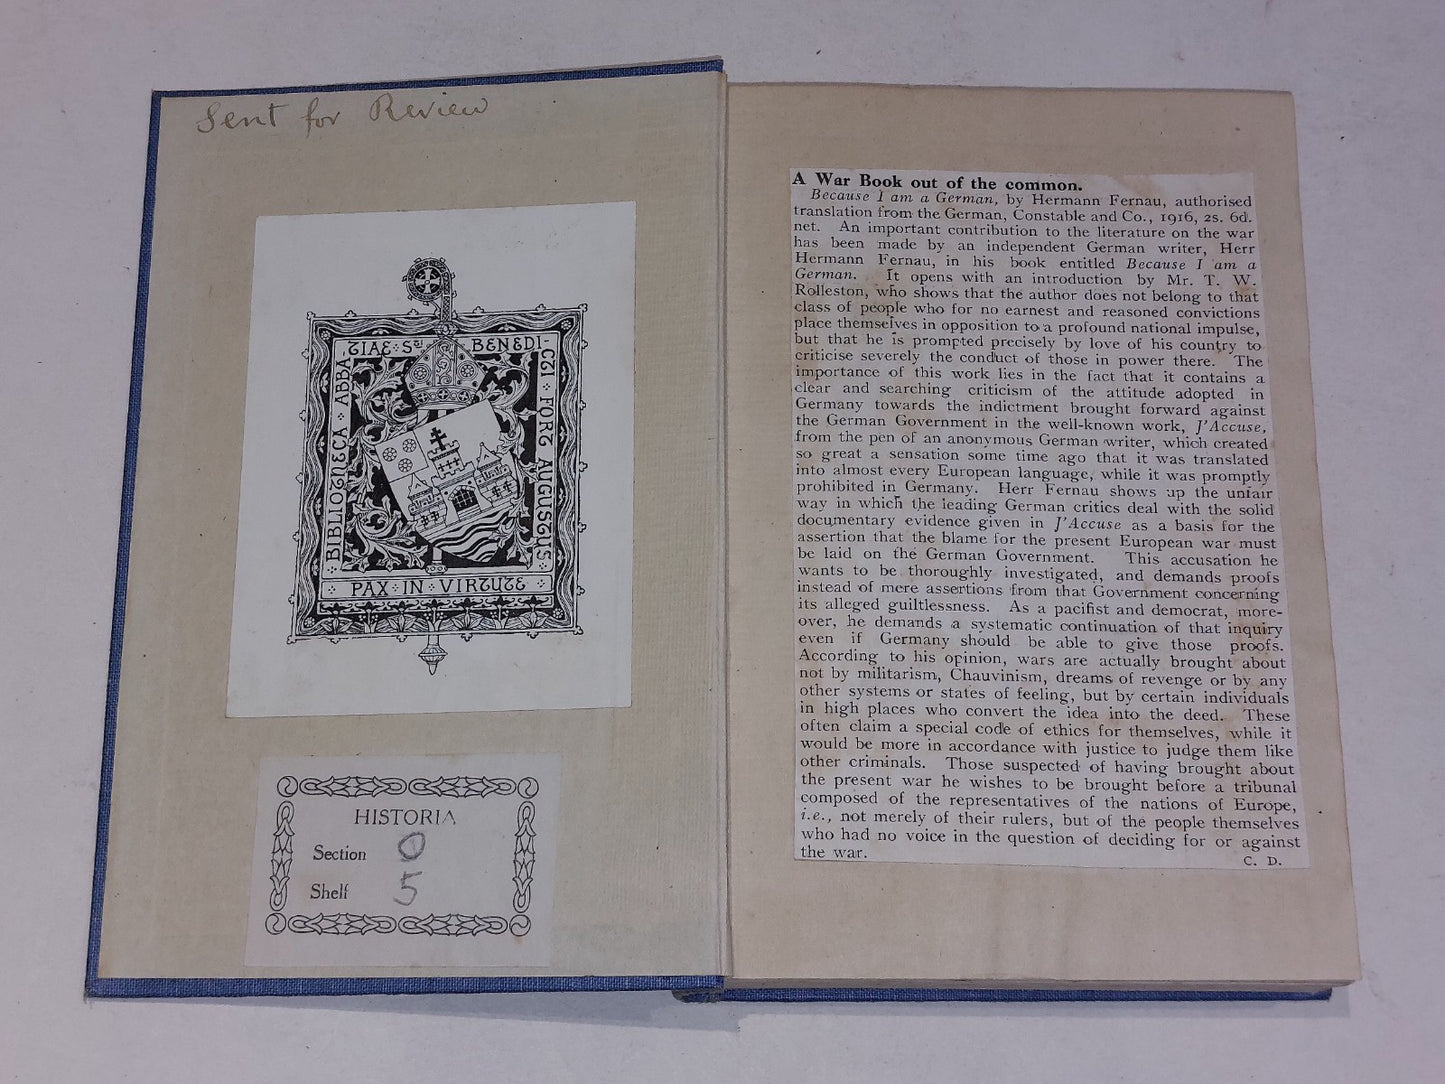 Sent for Review
BIBLIOTHECA · ABBA-
TIAE · Sti BENEDI-
CTI · FORT AUGUSTUS
PAX · IN · VIRTUTE
HISTORIA
Section 0
Shelf 5
A War Book out of the common.
Because I am a German, by Hermann Fernau, authorised
translation from the German, Constable and Co., 1916, 2s. 6d.
net. An important contribution to the literature on the war
has been made by an independent German writer, Herr
Hermann Fernau, in his book entitled Because I am a
German. It opens with an introduction by Mr. T. W.
Rolleston, who shows that the author does not belong to that
class of people who for no earnest and reasoned convictions
place themselves in opposition to a profound national impulse,
but that he is prompted precisely by love of his country to
criticise severely the conduct of those in power there. The
importance of this work lies in the fact that it contains a
clear and searching criticism of the attitude adopted in
Germany towards the indictment brought forward against
the German Government in the well-known work, J'Accuse,
from the pen of an anonymous German writer, which created
so great a sensation some time ago that it was translated
into almost every European language, while it was promptly
prohibited in Germany. Herr Fernau shows up the unfair
way in which the leading German critics deal with the solid
documentary evidence given in J'Accuse as a basis for the
assertion that the blame for the present European war must
be laid on the German Government. This accusation he
wants to be thoroughly investigated, and demands proofs
instead of mere assertions from that Government concerning
its alleged guiltlessness. As a pacifist and democrat, more-
over, he demands a systematic continuation of that inquiry
even if Germany should be able to give those proofs.
According to his opinion, wars are actually brought about
not by militarism, Chauvinism, dreams of revenge or by any
other systems or states of feeling, but by certain individuals
in high places who convert the idea into the deed. These
often claim a special code of ethics for themselves, while it
would be more in accordance with justice to judge them like
other criminals. Those suspected of having brought about
the present war he wishes to be brought before a tribunal
composed of the representatives of the nations of Europe,
i.e., not merely of their rulers, but of the people themselves
who had no voice in the question of deciding for or against
the war.
C. D.